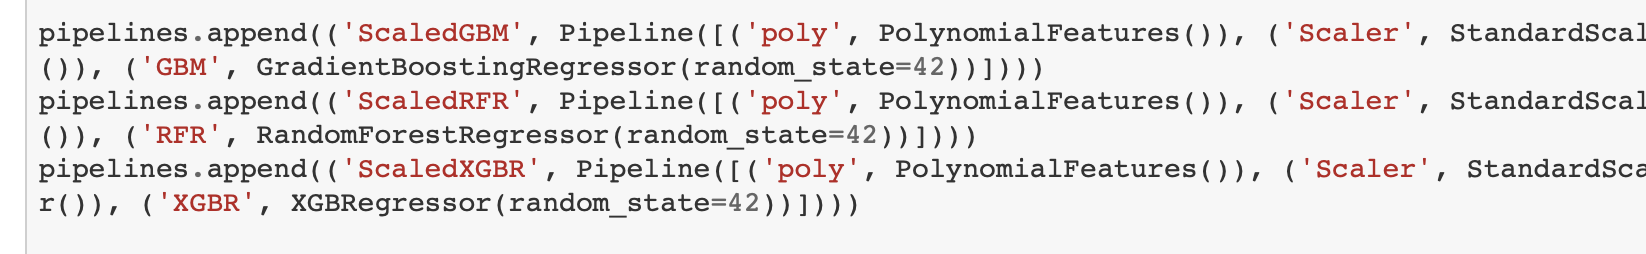 pipelines.append(('ScaledGBM', Pipeline([('poly', PolynomialFeatures()), ('Scaler', StandardScal
()), ('GBM', GradientBoostingRegressor(random_state=42))])))
pipelines.append(('ScaledRFR', Pipeline([('poly', PolynomialFeatures()), ('Scaler', StandardScal
()), ('RFR', RandomForestRegressor(random_state=42))])))
pipelines.append(('ScaledXGBR', Pipeline([('poly', PolynomialFeatures()), ('Scaler', StandardSca
r()), ('XGBR', XGBRegressor(random_state=42))])))